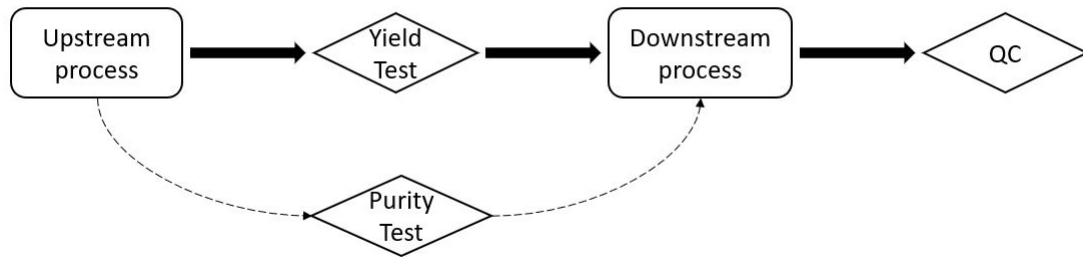 Upstream
process
Yield
Test
Downstream
process
QC
Purity
Test